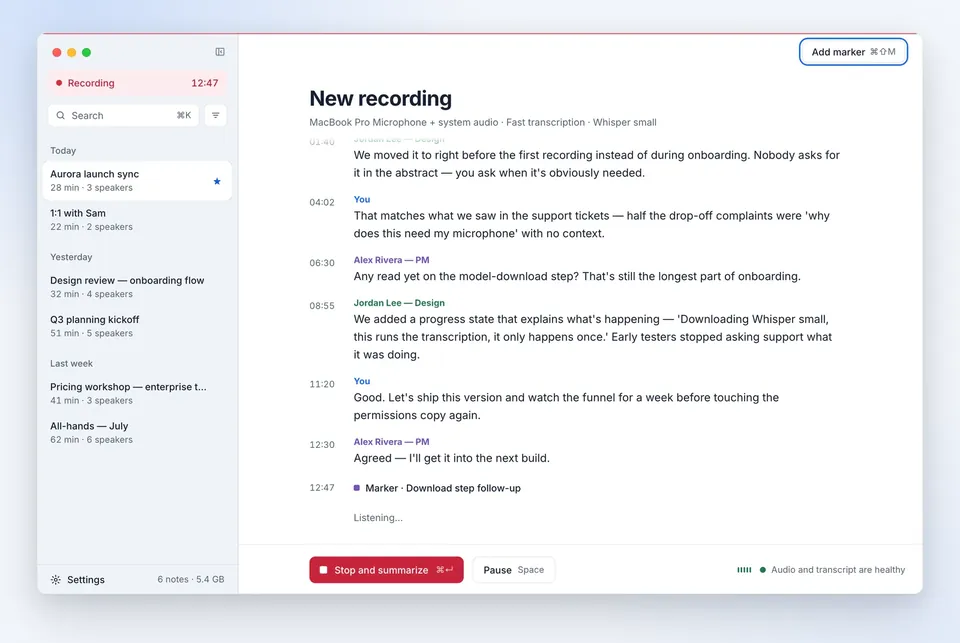 Recording 12:47
Search ⌘K
Today
Aurora launch sync
28 min · 3 speakers
1:1 with Sam
22 min · 2 speakers
Yesterday
Design review — onboarding flow
32 min · 4 speakers
Q3 planning kickoff
51 min · 5 speakers
Last week
Pricing workshop — enterprise t...
41 min · 3 speakers
All-hands — July
62 min · 6 speakers
Settings 6 notes · 5.4 GB
Add marker ⌘⇧M
New recording
MacBook Pro Microphone + system audio · Fast transcription · Whisper small
01:40 Jordan Lee — Design
We moved it to right before the first recording instead of during onboarding. Nobody asks for
it in the abstract — you ask when it's obviously needed.
04:02 You
That matches what we saw in the support tickets — half the drop-off complaints were 'why
does this need my microphone' with no context.
06:30 Alex Rivera — PM
Any read yet on the model-download step? That's still the longest part of onboarding.
08:55 Jordan Lee — Design
We added a progress state that explains what's happening — 'Downloading Whisper small,
this runs the transcription, it only happens once.' Early testers stopped asking support what
it was doing.
11:20 You
Good. Let's ship this version and watch the funnel for a week before touching the
permissions copy again.
12:30 Alex Rivera — PM
Agreed — I'll get it into the next build.
12:47 Marker · Download step follow-up
Listening...
Stop and summarize ⌘↩
Pause Space
Audio and transcript are healthy